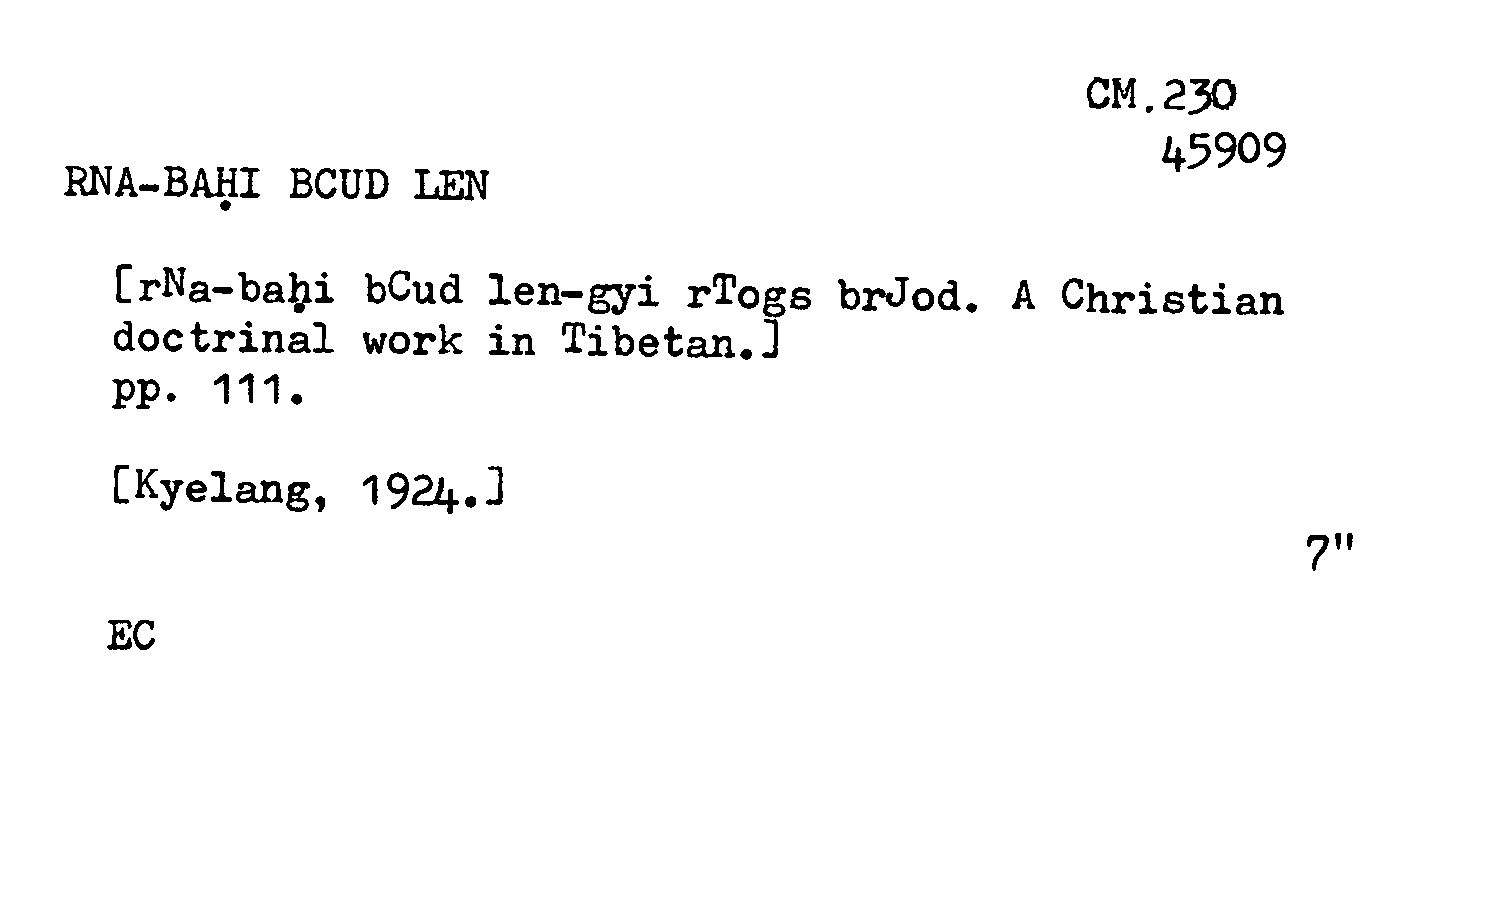 CM.230
45909
RNA-BAḤI BCUD LEN
[rNa-baḥi bCud len-gyi rTogs brJod. A Christian
doctrinal work in Tibetan.]
pp. 111.
[Kyelang, 1924.]
7"
EC